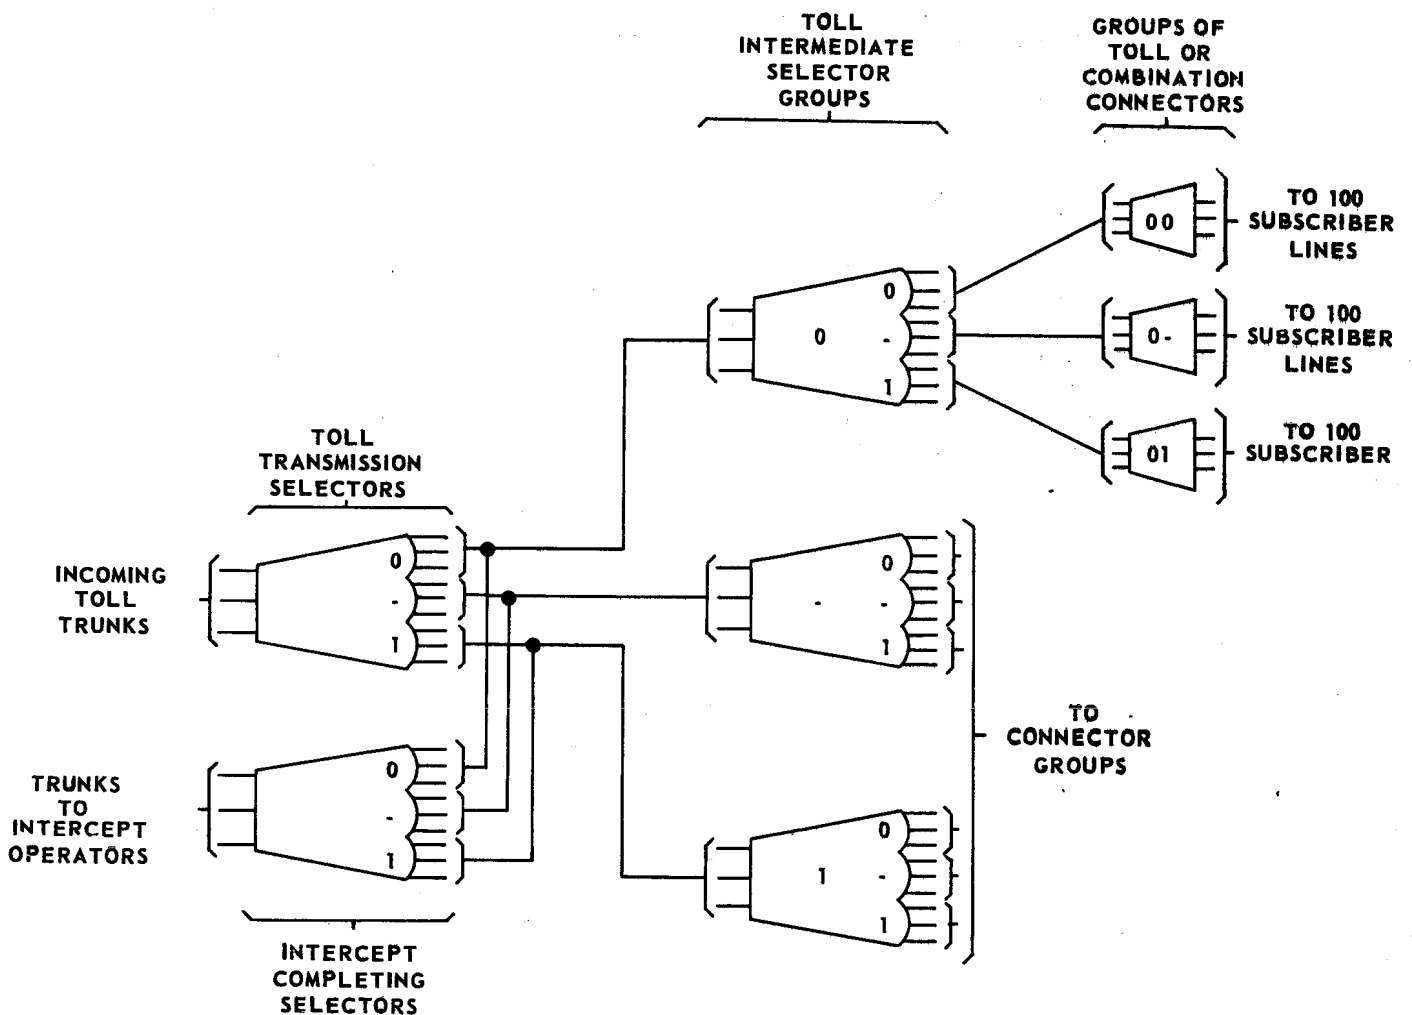 TOLL
INTERMEDIATE
SELECTOR
GROUPS
GROUPS OF
TOLL OR
COMBINATION
CONNECTORS
00
TO 100
SUBSCRIBER
LINES
0
0
-
1
0-
TO 100
SUBSCRIBER
LINES
01
TO 100
SUBSCRIBER
TOLL
TRANSMISSION
SELECTORS
INCOMING
TOLL
TRUNKS
0
-
1
-
0
-
1
TO
CONNECTOR
GROUPS
TRUNKS
TO
INTERCEPT
OPERATORS
0
-
1
1
0
-
1
INTERCEPT
COMPLETING
SELECTORS